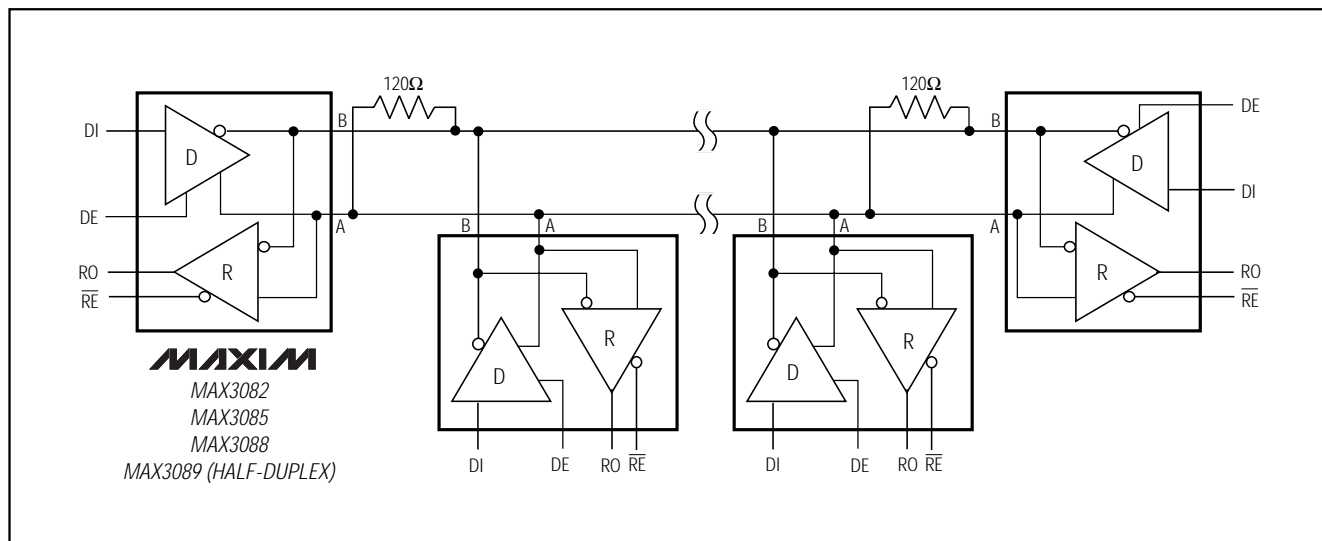 120Ω 120Ω
DI B B DE
D D
DI
DE A A
B A B A
RO R R RO
RE RE
R R
D D
MAXIM
MAX3082
MAX3085
MAX3088
MAX3089 (HALF-DUPLEX)
DI DE RO RE DI DE RO RE